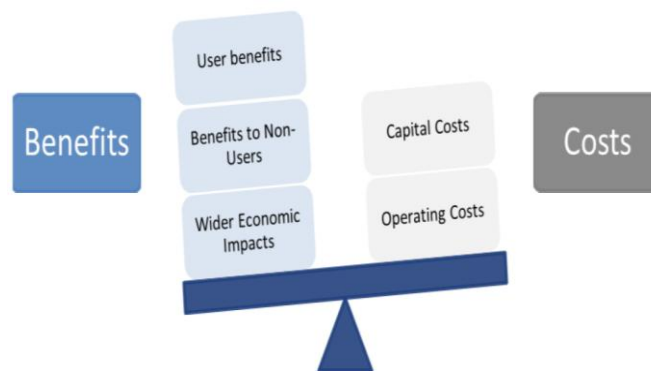 Benefits
User benefits
Benefits to Non-
Users
Wider Economic
Impacts
Capital Costs
Operating Costs
Costs